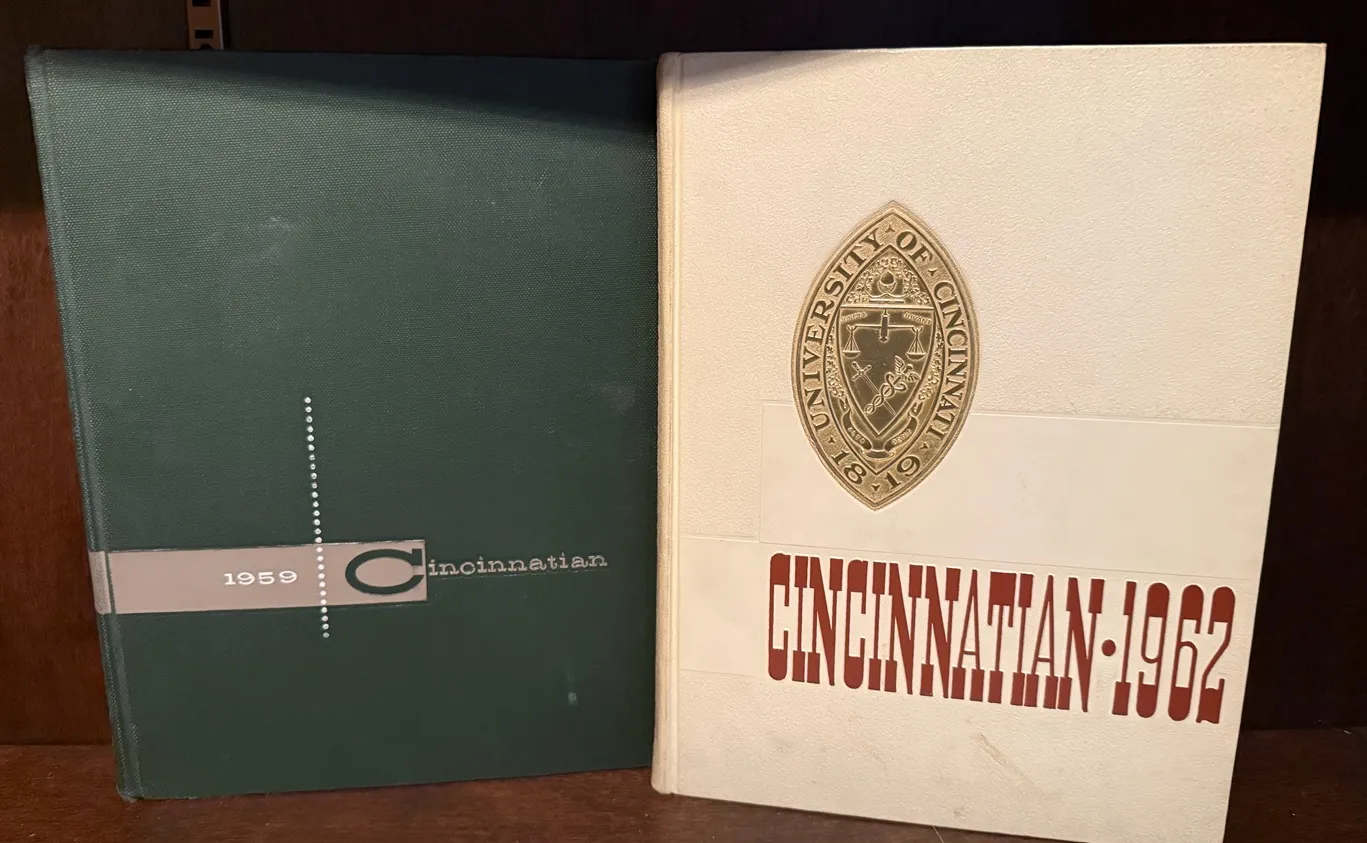 1959
Cincinnatian
UNIVERSITY OF CINCINNATI
1819
CINCINNATIAN·1962